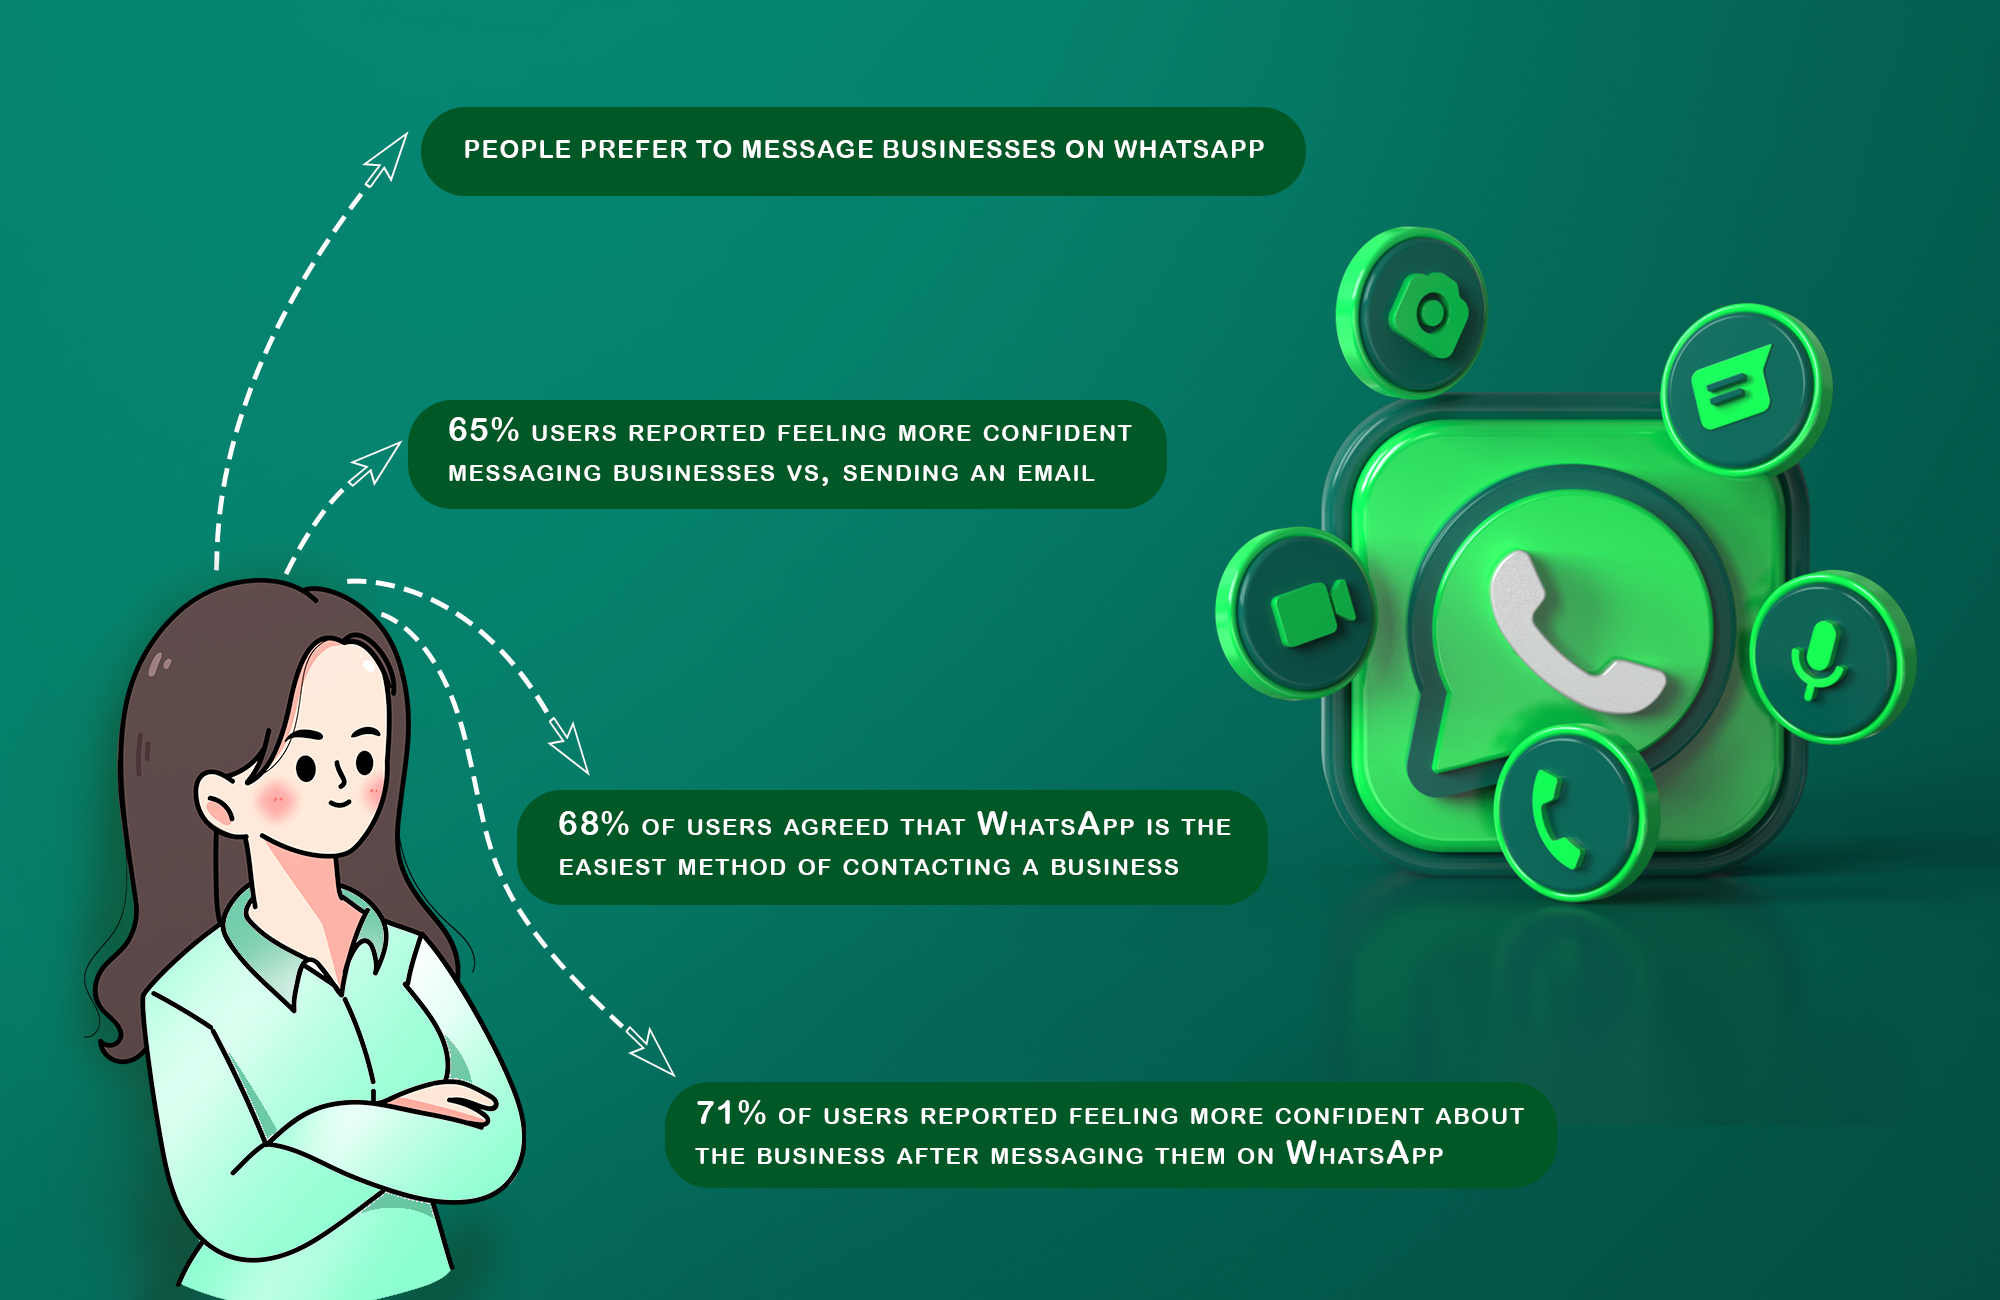 PEOPLE PREFER TO MESSAGE BUSINESSES ON WHATSAPP
65% USERS REPORTED FEELING MORE CONFIDENT
MESSAGING BUSINESSES VS, SENDING AN EMAIL
68% OF USERS AGREED THAT WHATSAPP IS THE
EASIEST METHOD OF CONTACTING A BUSINESS
71% OF USERS REPORTED FEELING MORE CONFIDENT ABOUT
THE BUSINESS AFTER MESSAGING THEM ON WHATSAPP